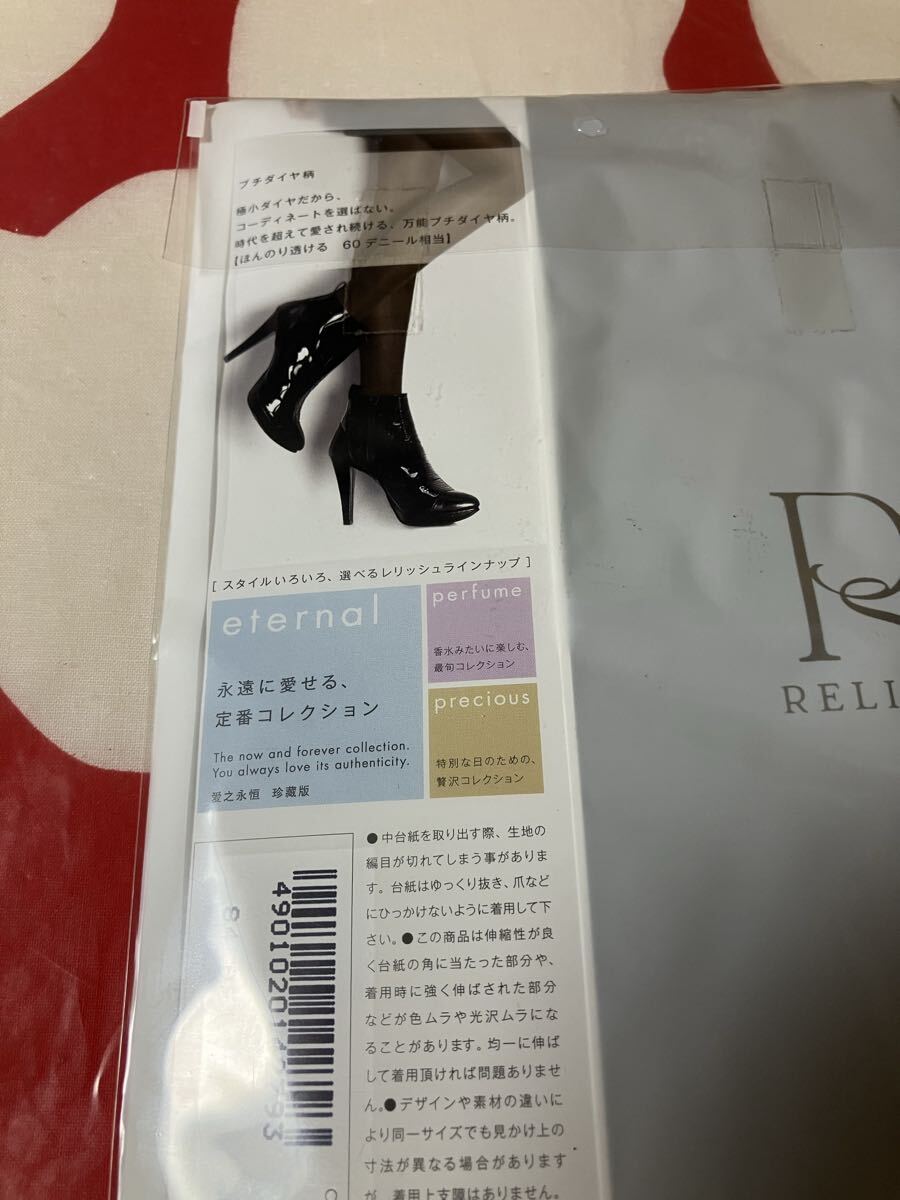 プチダイヤ柄
極小ダイヤだから、
コーディネートを選ばない。
時代を超えて愛され続ける、万能プチダイヤ柄。
【ほんのり透ける　60デニール相当】
[ スタイルいろいろ、選べるレリッシュラインナップ ]
eternal
永遠に愛せる、
定番コレクション
The now and forever collection.
You always love its authenticity.
愛之永恒　珍藏版
perfume
香水みたいに楽しむ、
最旬コレクション
precious
特別な日のための、
贅沢コレクション
●中台紙を取り出す際、生地の
編目が切れてしまう事がありま
す。台紙はゆっくり抜き、爪など
にひっかけないように着用して下
さい。●この商品は伸縮性が良
く台紙の角に当たった部分や、
着用時に強く伸ばされた部分
などが色ムラや光沢ムラにな
ることがあります。均一に伸ば
して着用頂ければ問題ありませ
ん。●デザインや素材の違いに
より同一サイズでも見かけ上の
寸法が異なる場合があります
が、着用上支障はありません。
RELI